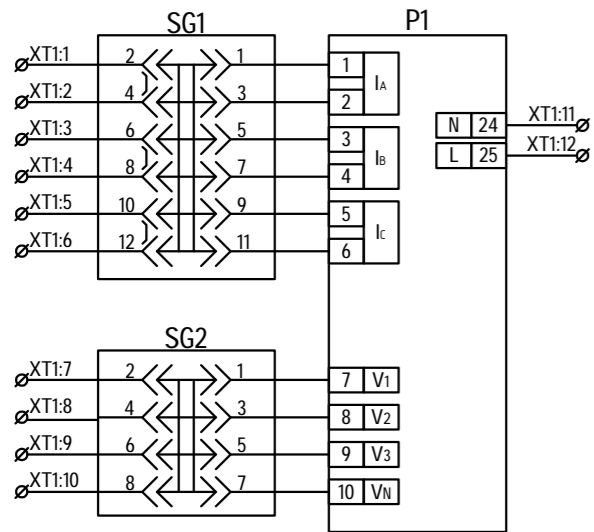 SG1 P1
XT1:1 2 1 1 IA
XT1:2 4 3 2
XT1:3 6 5 3 IB
XT1:4 8 7 4
XT1:5 10 9 5 IC
XT1:6 12 11 6
N 24 XT1:11
L 25 XT1:12
SG2
XT1:7 2 1 7 V1
XT1:8 4 3 8 V2
XT1:9 6 5 9 V3
XT1:10 8 7 10 VN